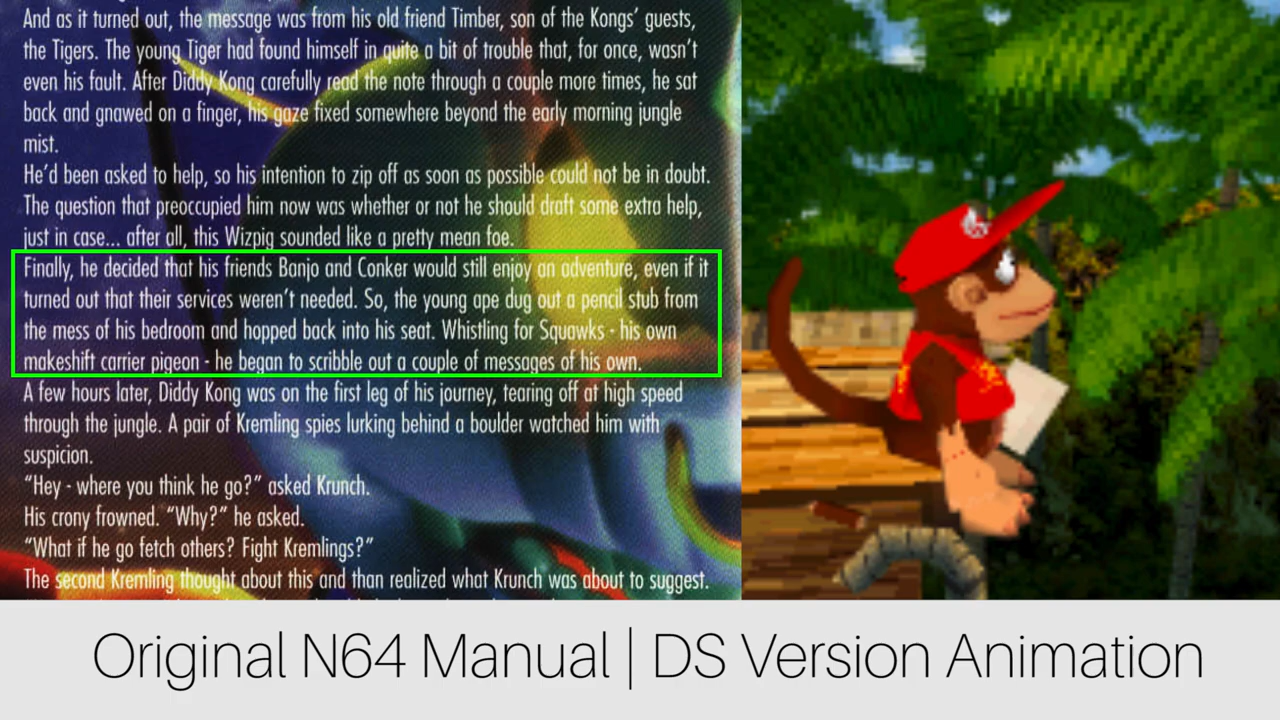 And as it turned out, the message was from his old friend Timber, son of the Kongs' guests,
the Tigers. The young Tiger had found himself in quite a bit of trouble that, for once, wasn't
even his fault. After Diddy Kong carefully read the note through a couple more times, he sat
back and gnawed on a finger, his gaze fixed somewhere beyond the early morning jungle
mist.
He'd been asked to help, so his intention to zip off as soon as possible could not be in doubt.
The question that preoccupied him now was whether or not he should draft some extra help,
just in case... after all, this Wizpig sounded like a pretty mean foe.
Finally, he decided that his friends Banjo and Conker would still enjoy an adventure, even if it
turned out that their services weren't needed. So, the young ape dug out a pencil stub from
the mess of his bedroom and hopped back into his seat. Whistling for Squawks - his own
makeshift carrier pigeon - he began to scribble out a couple of messages of his own.
A few hours later, Diddy Kong was on the first leg of his journey, tearing off at high speed
through the jungle. A pair of Kremling spies lurking behind a boulder watched him with
suspicion.
"Hey - where you think he go?" asked Krunch.
His crony frowned. "Why?" he asked.
"What if he go fetch others? Fight Kremlings?"
The second Kremling thought about this and than realized what Krunch was about to suggest.
Original N64 Manual | DS Version Animation